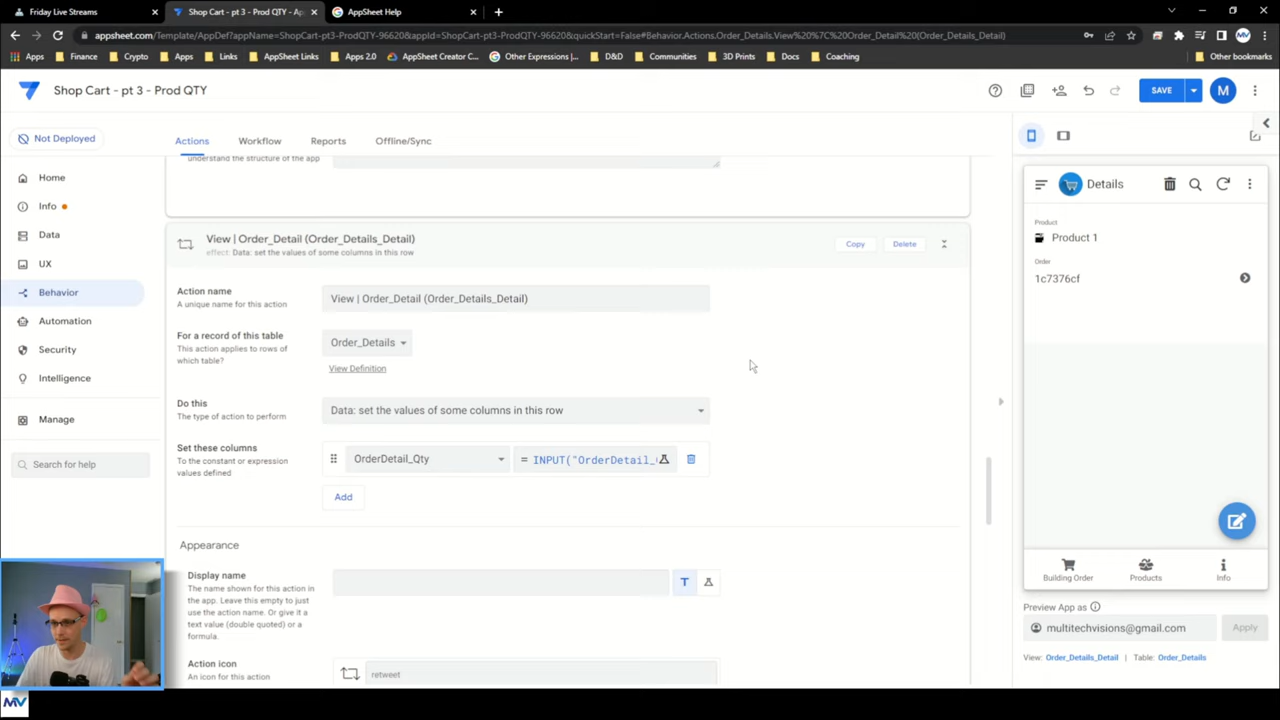 Friday Live Streams
Shop Cart - pt 3 - Prod QTY - Ap
AppSheet Help
appsheet.com/Template/AppDef?appName=ShopCart-pt3-ProdQTY-96620&appId=ShopCart-pt3-ProdQTY-96620&quickStart=False#Behavior.Actions.Order_Details.View%20%7C%20Order_Detail%20(Order_Details_Detail)
Apps Finance Crypto Apps Links AppSheet Links Apps 2.0 AppSheet Creator C... Other Expressions,... D&D Communities 3D Prints Docs Coaching Other bookmarks
Shop Cart - pt 3 - Prod QTY
SAVE
M
Not Deployed
Actions Workflow Reports Offline/Sync
Home
Info
Data
UX
Behavior
Automation
Security
Intelligence
Manage
Search for help
understand the structure of the app
View | Order_Detail (Order_Details_Detail)
effect: Data: set the values of some columns in this row
Copy Delete
Action name
A unique name for this action
View | Order_Detail (Order_Details_Detail)
For a record of this table
This action applies to rows of
which table?
Order_Details
View Definition
Do this
The type of action to perform
Data: set the values of some columns in this row
Set these columns
To the constant or expression
values defined
OrderDetail_Qty
= INPUT("OrderDetail_
Add
Appearance
Display name
The name shown for this action in
the app. Leave this empty to just
use the action name. Or give it a
text value (double quoted) or a
formula.
T
Action icon
An icon for this action
retweet
Details
Product
Product 1
Order
1c7376cf
Building Order Products Info
Preview App as
multitechvisions@gmail.com
Apply
View: Order_Details_Detail | Table: Order_Details
MV